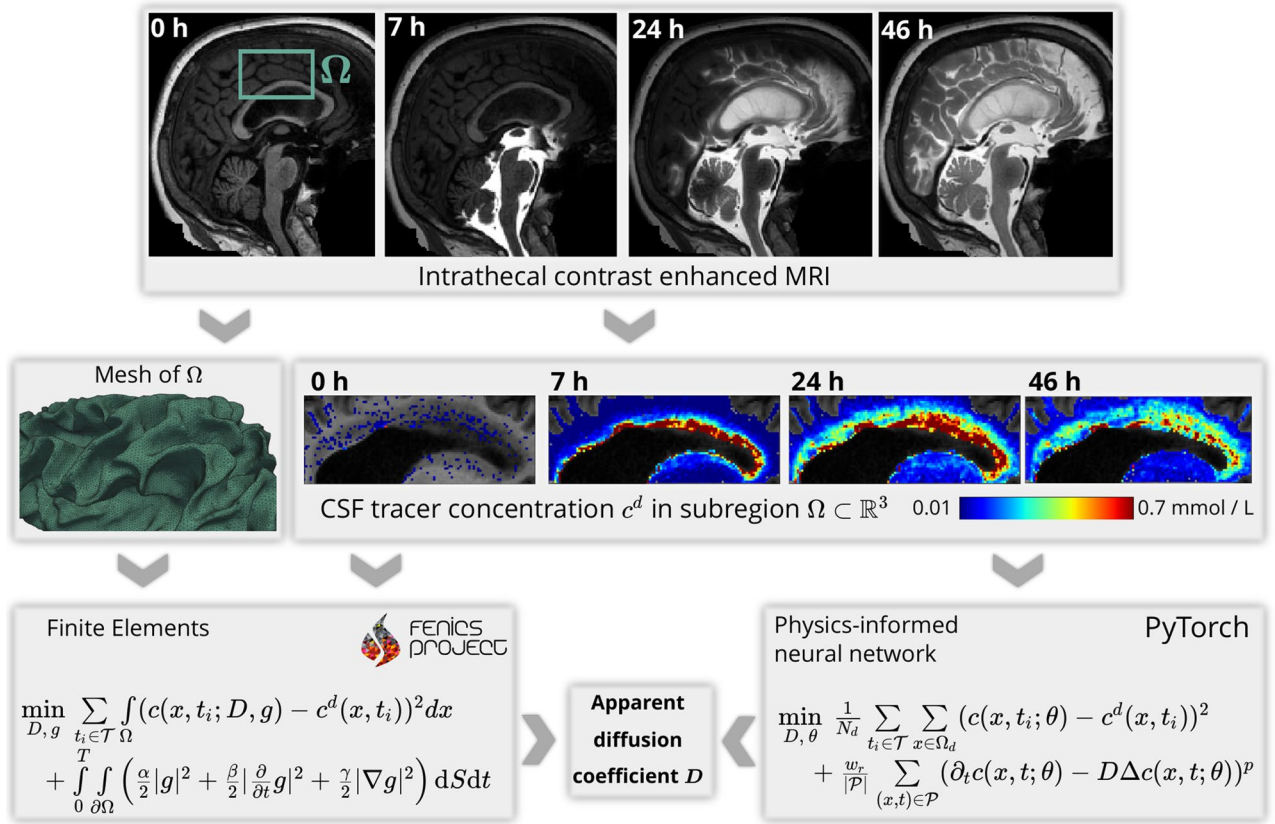 0 h
7 h
24 h
46 h
Ω
Intrathecal contrast enhanced MRI
Mesh of Ω
0 h
7 h
24 h
46 h
CSF tracer concentration c^d in subregion Ω ⊂ ℝ^3
0.01
0.7 mmol / L
Finite Elements
FENICS
PROJECT
min_{D, g} ∑_{t_i∈𝒯} ∫_Ω (c(x, t_i; D, g) − c^d(x, t_i))^2 dx
+ ∫_0^T ∫_{∂Ω} (α/2 |g|^2 + β/2 |∂/∂t g|^2 + γ/2 |∇g|^2) dSdt
Apparent
diffusion
coefficient D
Physics-informed
neural network
PyTorch
min_{D, θ} 1/N_d ∑_{t_i∈𝒯} ∑_{x∈Ω_d} (c(x, t_i; θ) − c^d(x, t_i))^2
+ w_r/|𝒫| ∑_{(x,t)∈𝒫} (∂_t c(x, t; θ) − DΔc(x, t; θ))^p